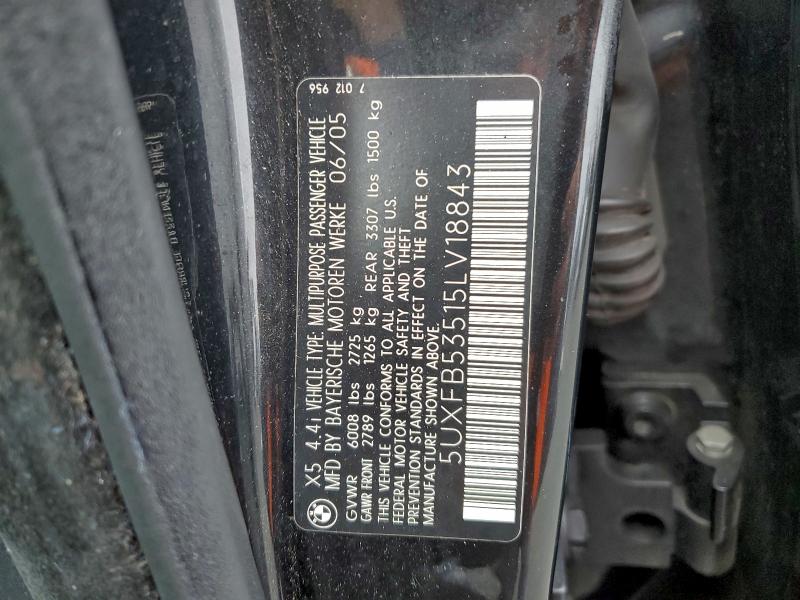 7 012 956
X5 4.4i VEHICLE TYPE: MULTIPURPOSE PASSENGER VEHICLE
MFD BY BAYERISCHE MOTOREN WERKE 06/05
GVWR 6008 lbs 2725 kg
GAWR FRONT 2789 lbs 1265 kg REAR 3307 lbs 1500 kg
THIS VEHICLE CONFORMS TO ALL APPLICABLE U.S.
FEDERAL MOTOR VEHICLE SAFETY AND THEFT
PREVENTION STANDARDS IN EFFECT ON THE DATE OF
MANUFACTURE SHOWN ABOVE.
5UXFB53515LV18843